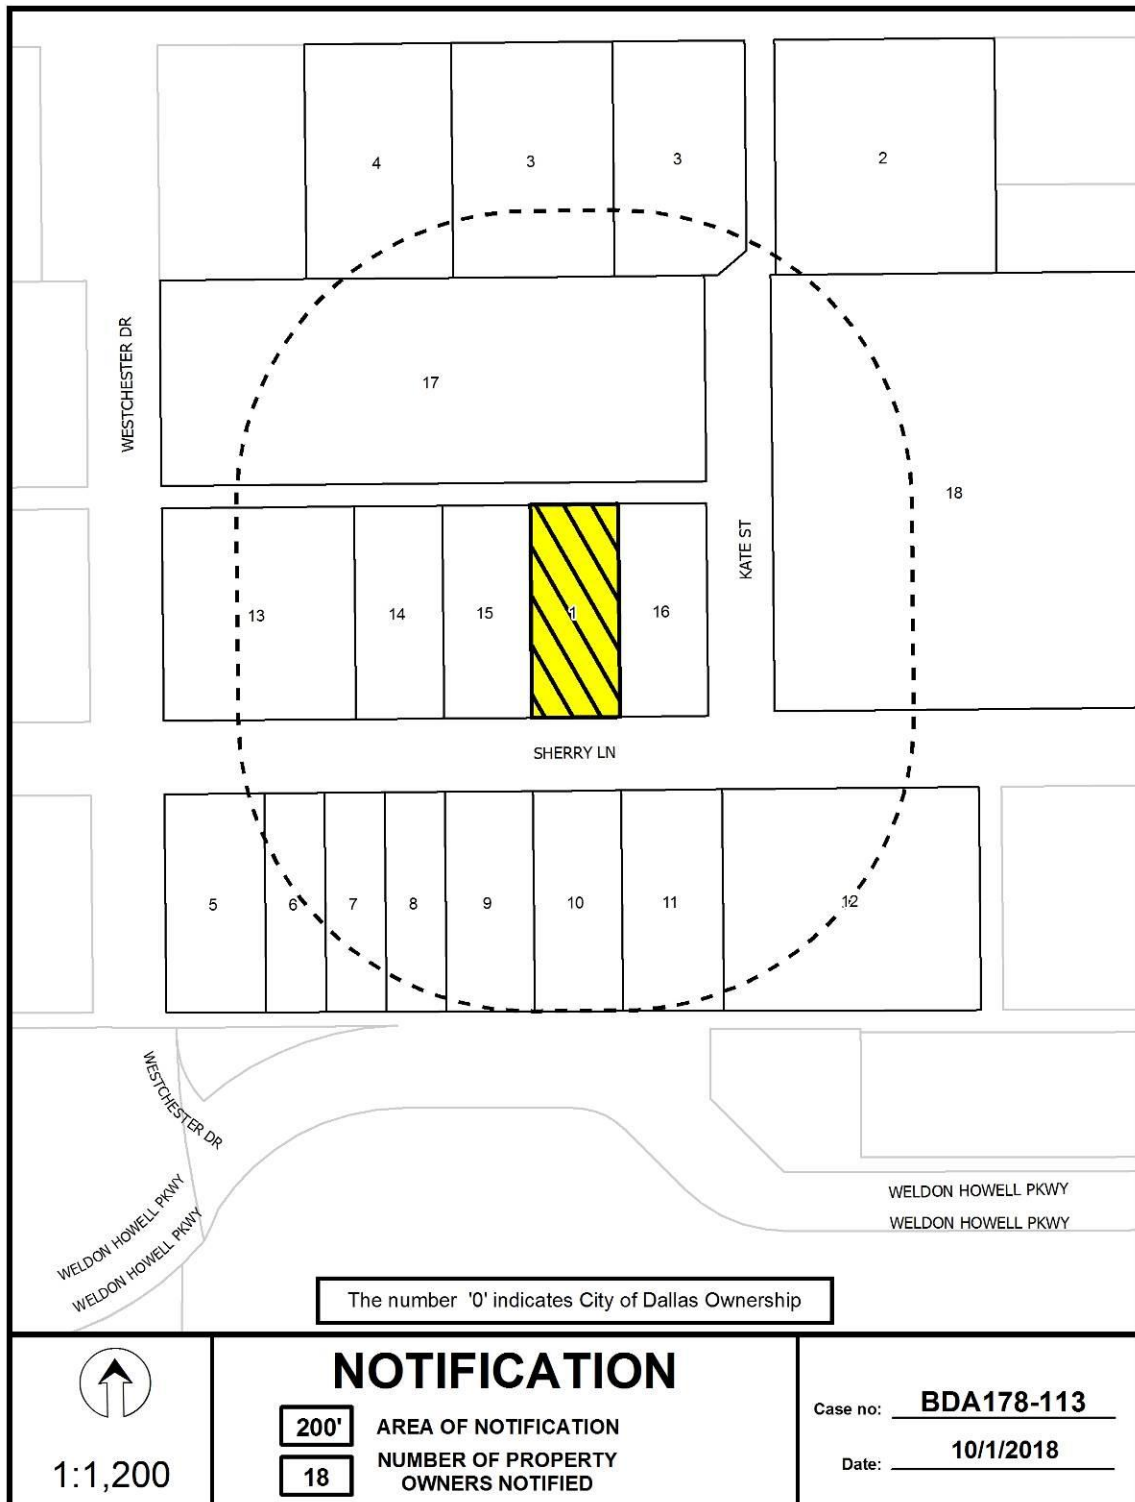 4
3
3
2
WESTCHESTER DR
17
18
KATE ST
13
14
15
1
16
SHERRY LN
5
6
7
8
9
10
11
12
WESTCHESTER DR
WELDON HOWELL PKWY
WELDON HOWELL PKWY
WELDON HOWELL PKWY
WELDON HOWELL PKWY
The number '0' indicates City of Dallas Ownership
1:1,200
NOTIFICATION
200' AREA OF NOTIFICATION
18 NUMBER OF PROPERTY
OWNERS NOTIFIED
Case no: BDA178-113
Date: 10/1/2018